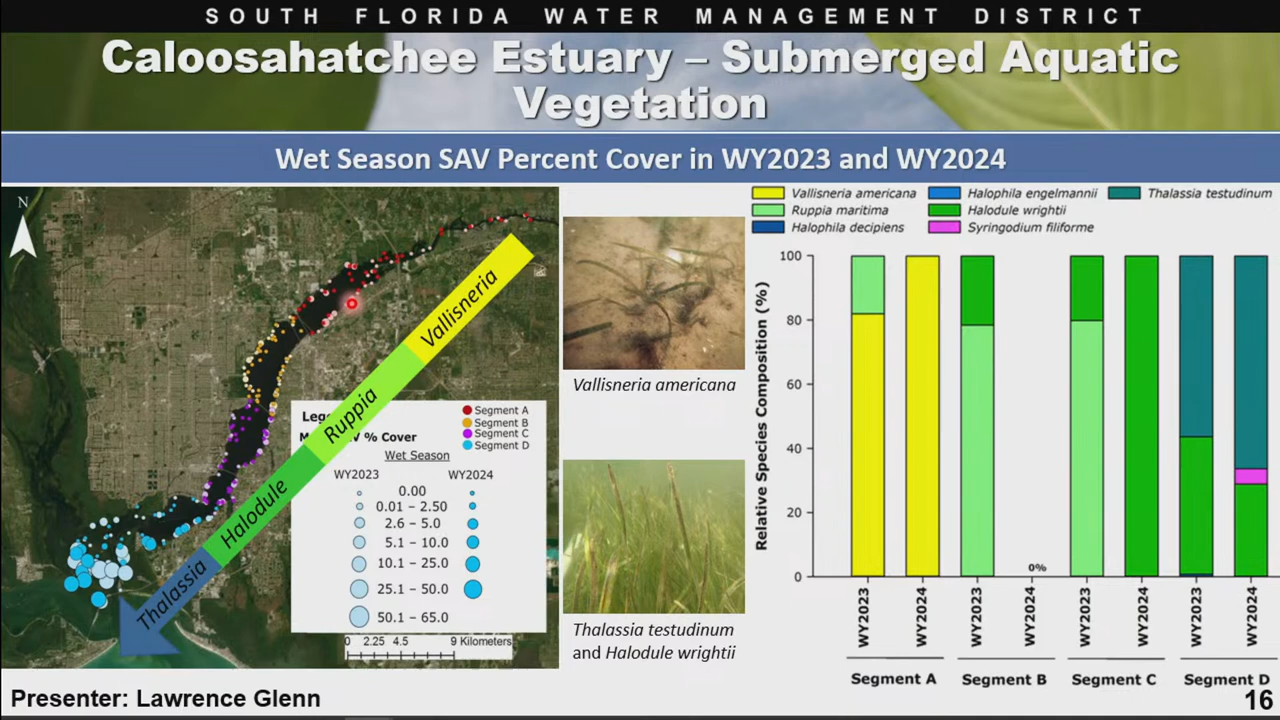 SOUTH FLORIDA WATER MANAGEMENT DISTRICT
Caloosahatchee Estuary – Submerged Aquatic
Vegetation
Wet Season SAV Percent Cover in WY2023 and WY2024
N
Vallisneria
Ruppia
Halodule
Thalassia
% Cover
Segment A
Segment B
Segment C
Segment D
Wet Season
WY2023 WY2024
0.00
0.01 – 2.50
2.6 – 5.0
5.1 – 10.0
10.1 – 25.0
25.1 – 50.0
50.1 – 65.0
0 2.25 4.5 9 Kilometers
Vallisneria americana
Thalassia testudinum
and Halodule wrightii
Vallisneria americana Halophila engelmannii Thalassia testudinum
Ruppia maritima Halodule wrightii
Halophila decipiens Syringodium filiforme
Relative Species Composition (%)
100
80
60
40
20
0
0%
WY2023 WY2024 WY2023 WY2024 WY2023 WY2024 WY2023 WY2024
Segment A Segment B Segment C Segment D
Presenter: Lawrence Glenn
16